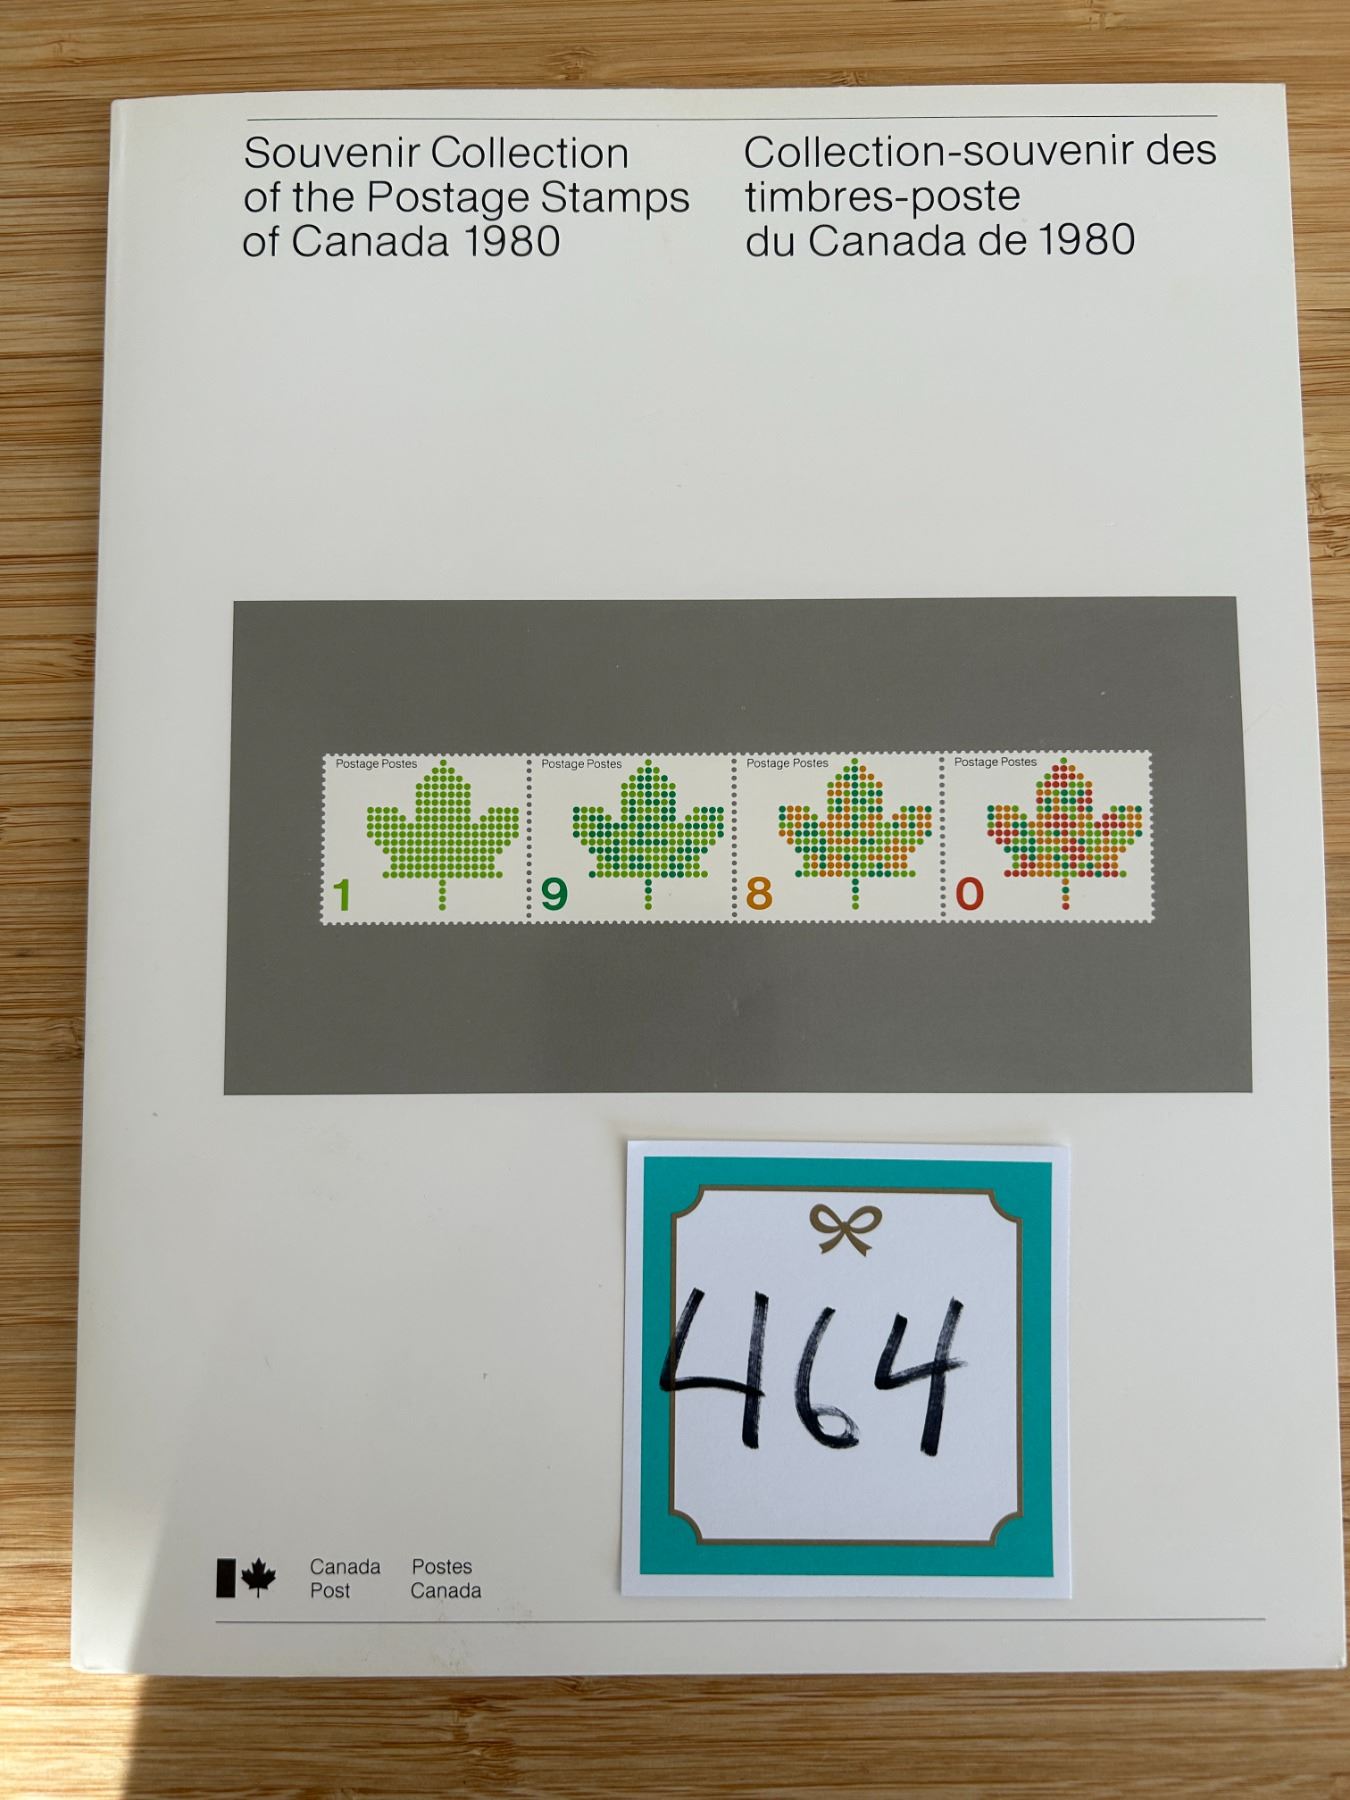 Souvenir Collection
of the Postage Stamps
of Canada 1980
Collection-souvenir des
timbres-poste
du Canada de 1980
Postage Postes
1
Postage Postes
9
Postage Postes
8
Postage Postes
0
464
Canada
Post
Postes
Canada